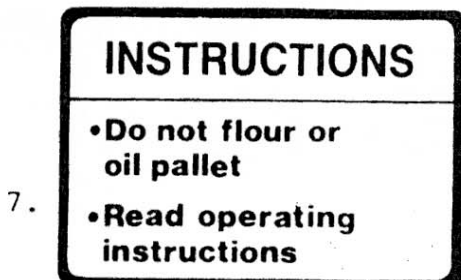 INSTRUCTIONS
•Do not flour or
oil pallet
7.
•Read operating
instructions